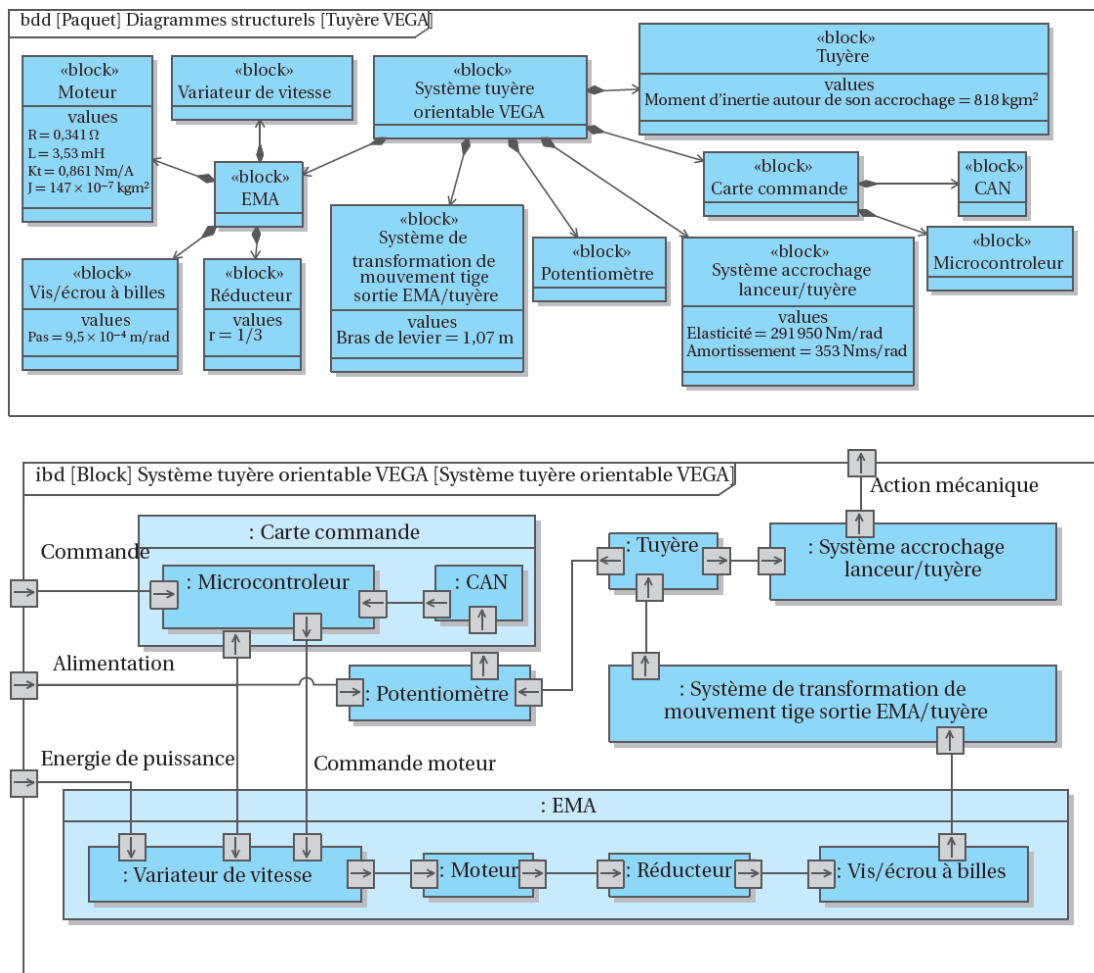 bdd [Paquet] Diagrammes structurels [Tuyère VEGA]
«block»
Moteur
values
R = 0,341 Ω
L = 3,53 mH
Kt = 0,861 Nm/A
J = 147 × 10⁻⁷ kgm²
«block»
Variateur de vitesse
«block»
Système tuyère
orientable VEGA
«block»
Tuyère
values
Moment d'inertie autour de son accrochage = 818 kgm²
«block»
EMA
«block»
Carte commande
«block»
CAN
«block»
Microcontroleur
«block»
Vis/écrou à billes
values
Pas = 9,5 × 10⁻⁴ m/rad
«block»
Réducteur
values
r = 1/3
«block»
Système de
transformation de
mouvement tige
sortie EMA/tuyère
values
Bras de levier = 1,07 m
«block»
Potentiomètre
«block»
Système accrochage
lanceur/tuyère
values
Elasticité = 291 950 Nm/rad
Amortissement = 353 Nms/rad
ibd [Block] Système tuyère orientable VEGA [Système tuyère orientable VEGA]
Action mécanique
: Carte commande
Commande
: Microcontroleur
: CAN
: Tuyère
: Système accrochage
lanceur/tuyère
Alimentation
: Potentiomètre
: Système de transformation de
mouvement tige sortie EMA/tuyère
Energie de puissance
Commande moteur
: EMA
: Variateur de vitesse
: Moteur
: Réducteur
: Vis/écrou à billes